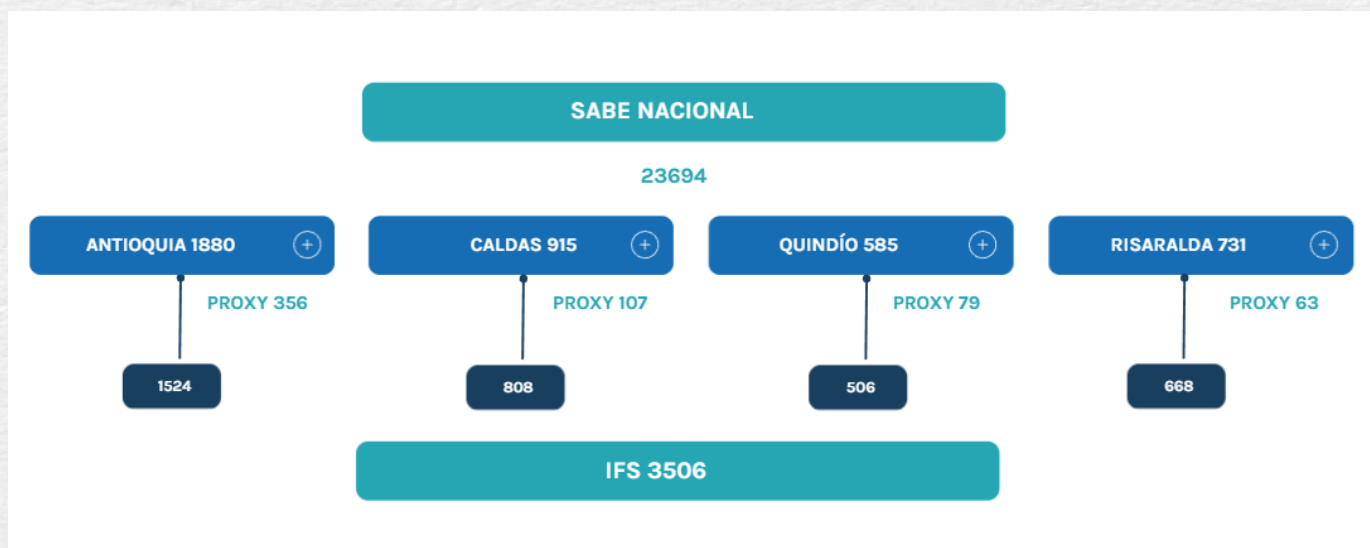 SABE NACIONAL
23694
ANTIOQUIA 1880
CALDAS 915
QUINDÍO 585
RISARALDA 731
PROXY 356
PROXY 107
PROXY 79
PROXY 63
1524
808
506
668
IFS 3506